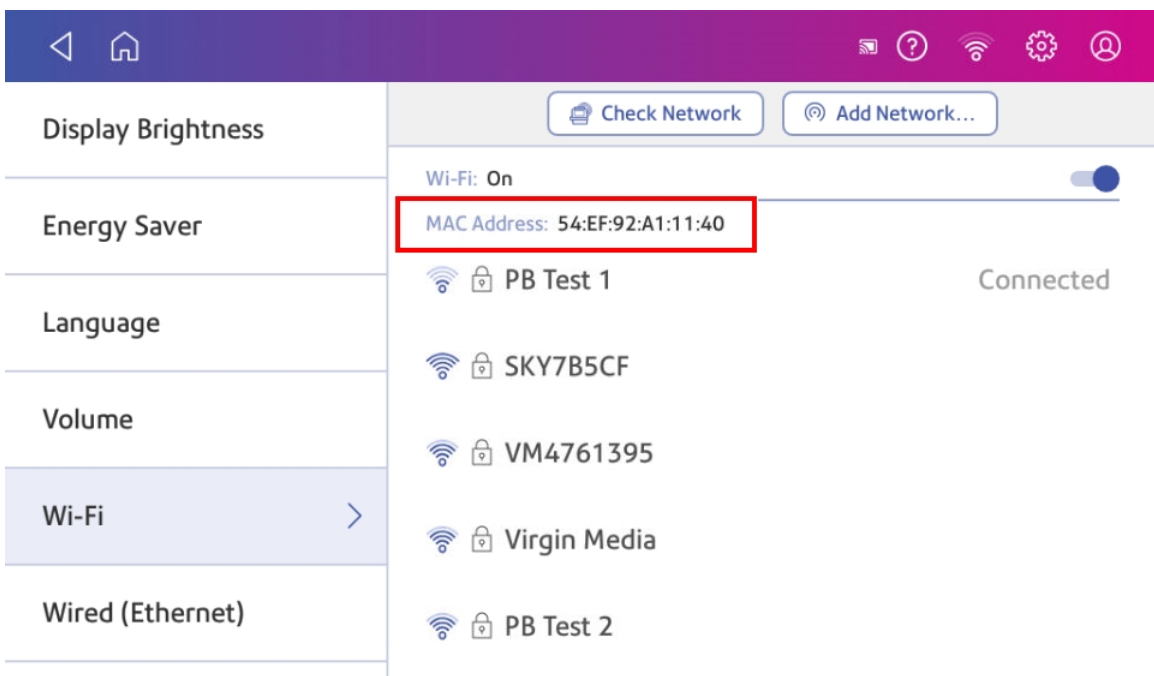 Check Network
Add Network...
Display Brightness
Energy Saver
Language
Volume
Wi-Fi
Wired (Ethernet)
Wi-Fi: On
MAC Address: 54:EF:92:A1:11:40
PB Test 1 Connected
SKY7B5CF
VM4761395
Virgin Media
PB Test 2